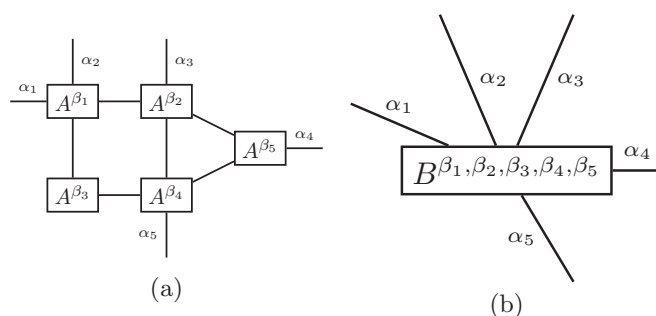 α₂ α₃
α₁ A^β₁ A^β₂
A^β₅ α₄
A^β₃ A^β₄
α₅
(a)
α₂ α₃
α₁
B^β₁,β₂,β₃,β₄,β₅ α₄
α₅
(b)